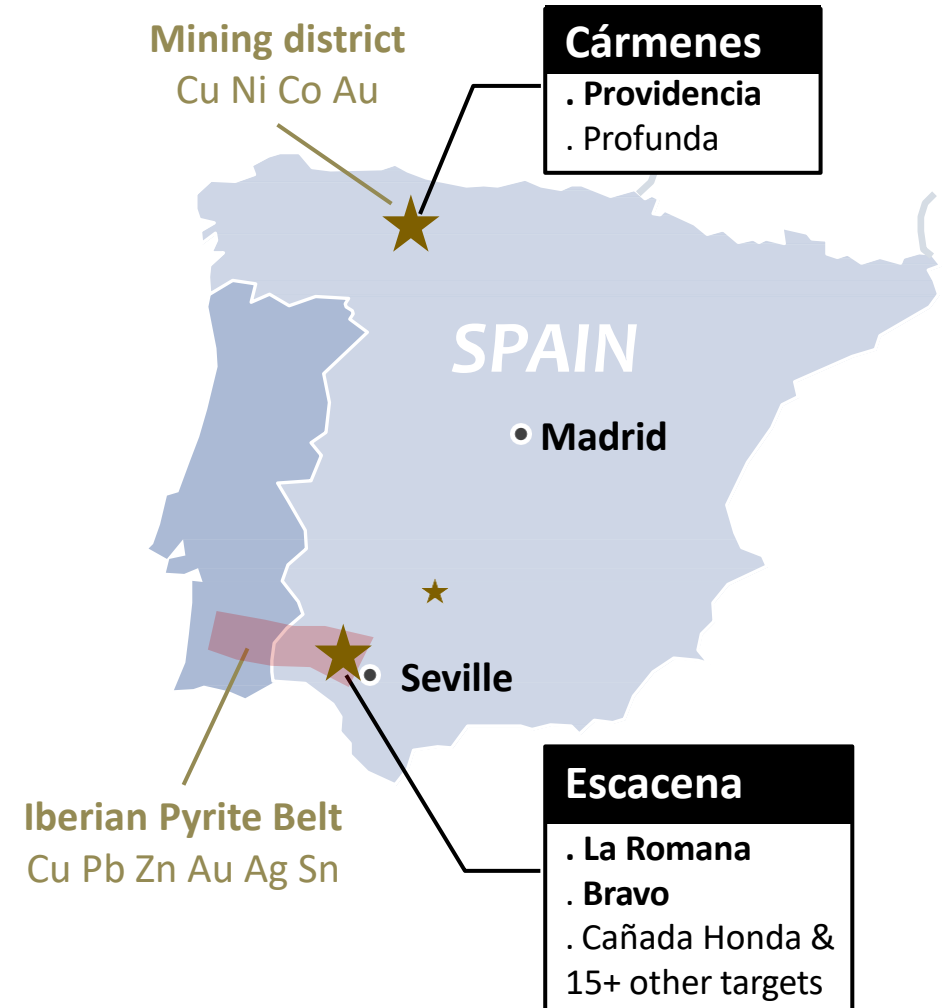 Mining district
Cu Ni Co Au
Cármenes
. Providencia
. Profunda
SPAIN
Madrid
Seville
Iberian Pyrite Belt
Cu Pb Zn Au Ag Sn
Escacena
. La Romana
. Bravo
. Cañada Honda &
15+ other targets